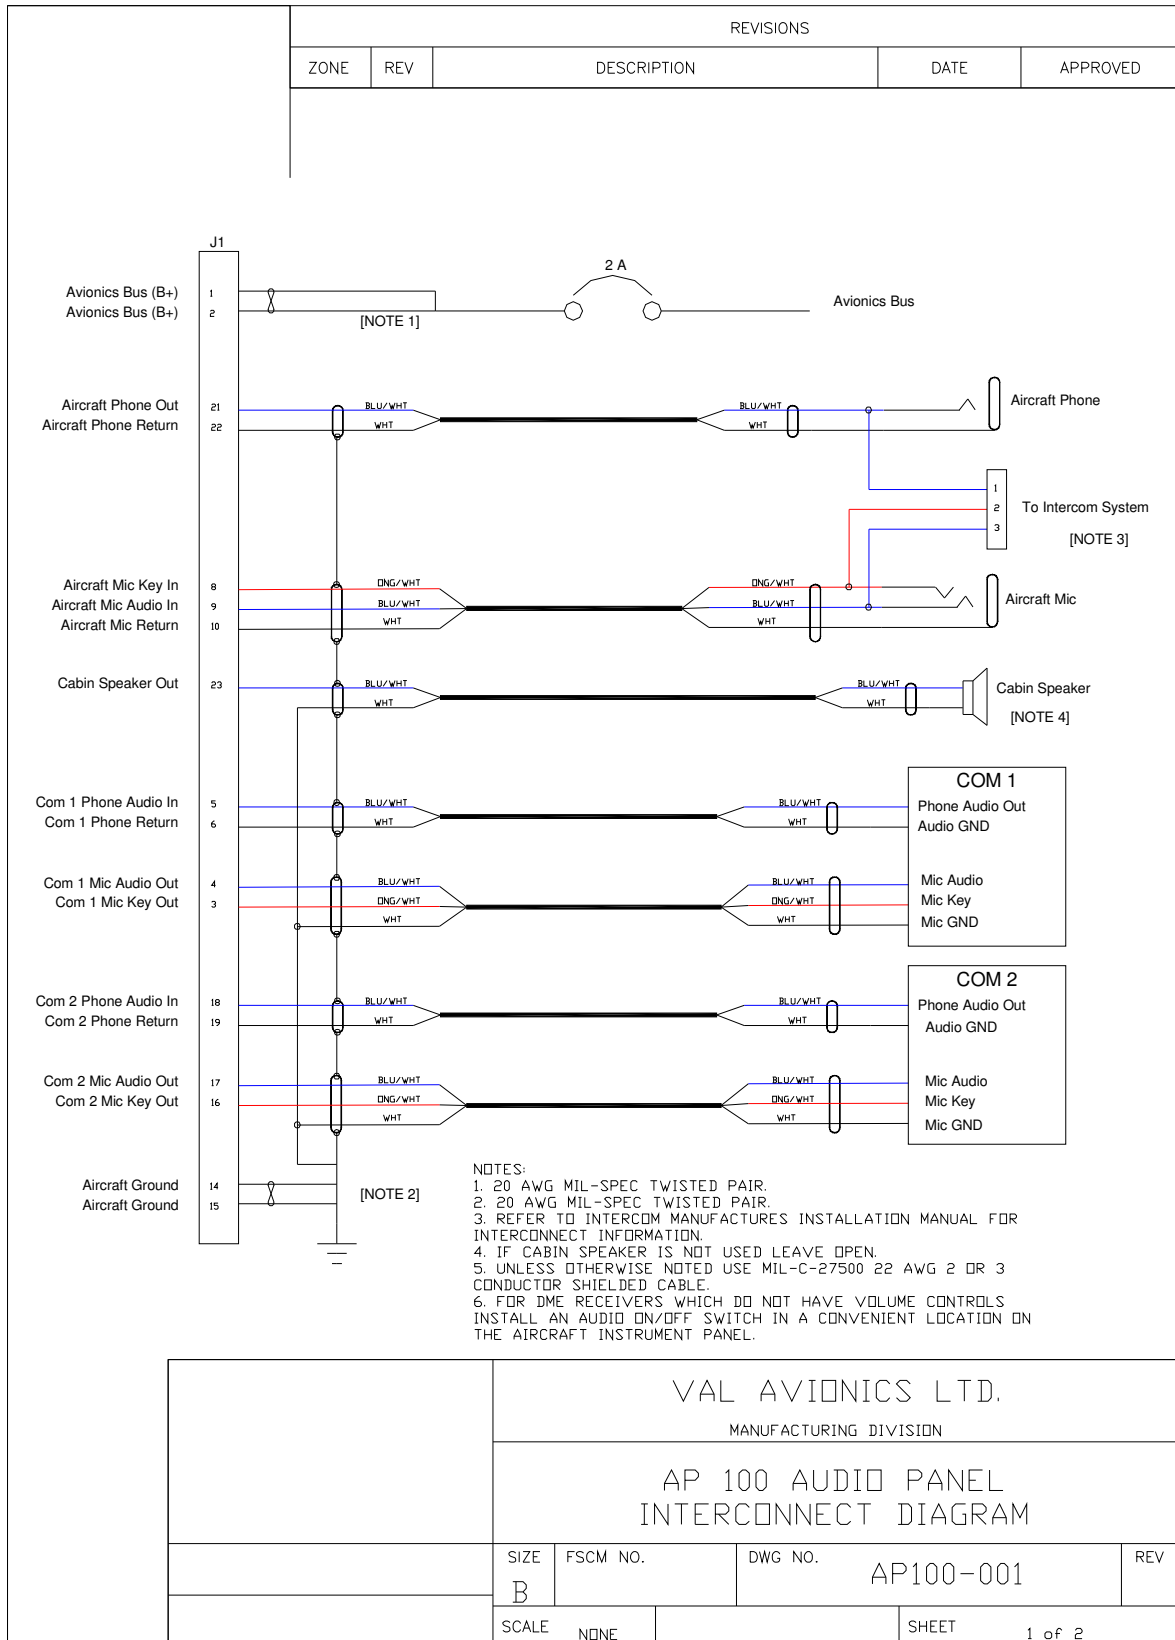 REVISIONS
ZONE REV DESCRIPTION DATE APPROVED
J1
2 A
Avionics Bus (B+) 1
Avionics Bus (B+) 2
[NOTE 1]
Avionics Bus
Aircraft Phone Out 21 BLU/WHT BLU/WHT Aircraft Phone
Aircraft Phone Return 22 WHT WHT
1
2 To Intercom System
3
[NOTE 3]
Aircraft Mic Key In 8 ONG/WHT ONG/WHT
Aircraft Mic Audio In 9 BLU/WHT BLU/WHT Aircraft Mic
Aircraft Mic Return 10 WHT WHT
Cabin Speaker Out 23 BLU/WHT BLU/WHT Cabin Speaker
WHT WHT
[NOTE 4]
COM 1
Com 1 Phone Audio In 5 BLU/WHT BLU/WHT Phone Audio Out
Com 1 Phone Return 6 WHT WHT Audio GND
Com 1 Mic Audio Out 4 BLU/WHT BLU/WHT Mic Audio
Com 1 Mic Key Out 3 ONG/WHT ONG/WHT Mic Key
WHT WHT Mic GND
COM 2
Com 2 Phone Audio In 18 BLU/WHT BLU/WHT Phone Audio Out
Com 2 Phone Return 19 WHT WHT Audio GND
Com 2 Mic Audio Out 17 BLU/WHT BLU/WHT Mic Audio
Com 2 Mic Key Out 16 ONG/WHT ONG/WHT Mic Key
WHT WHT Mic GND
Aircraft Ground 14
Aircraft Ground 15
[NOTE 2]
NOTES:
1. 20 AWG MIL-SPEC TWISTED PAIR.
2. 20 AWG MIL-SPEC TWISTED PAIR.
3. REFER TO INTERCOM MANUFACTURES INSTALLATION MANUAL FOR
INTERCONNECT INFORMATION.
4. IF CABIN SPEAKER IS NOT USED LEAVE OPEN.
5. UNLESS OTHERWISE NOTED USE MIL-C-27500 22 AWG 2 OR 3
CONDUCTOR SHIELDED CABLE.
6. FOR DME RECEIVERS WHICH DO NOT HAVE VOLUME CONTROLS
INSTALL AN AUDIO ON/OFF SWITCH IN A CONVENIENT LOCATION ON
THE AIRCRAFT INSTRUMENT PANEL.
VAL AVIONICS LTD.
MANUFACTURING DIVISION
AP 100 AUDIO PANEL
INTERCONNECT DIAGRAM
SIZE FSCM NO. DWG NO. REV
B AP100-001
SCALE NONE SHEET 1 of 2